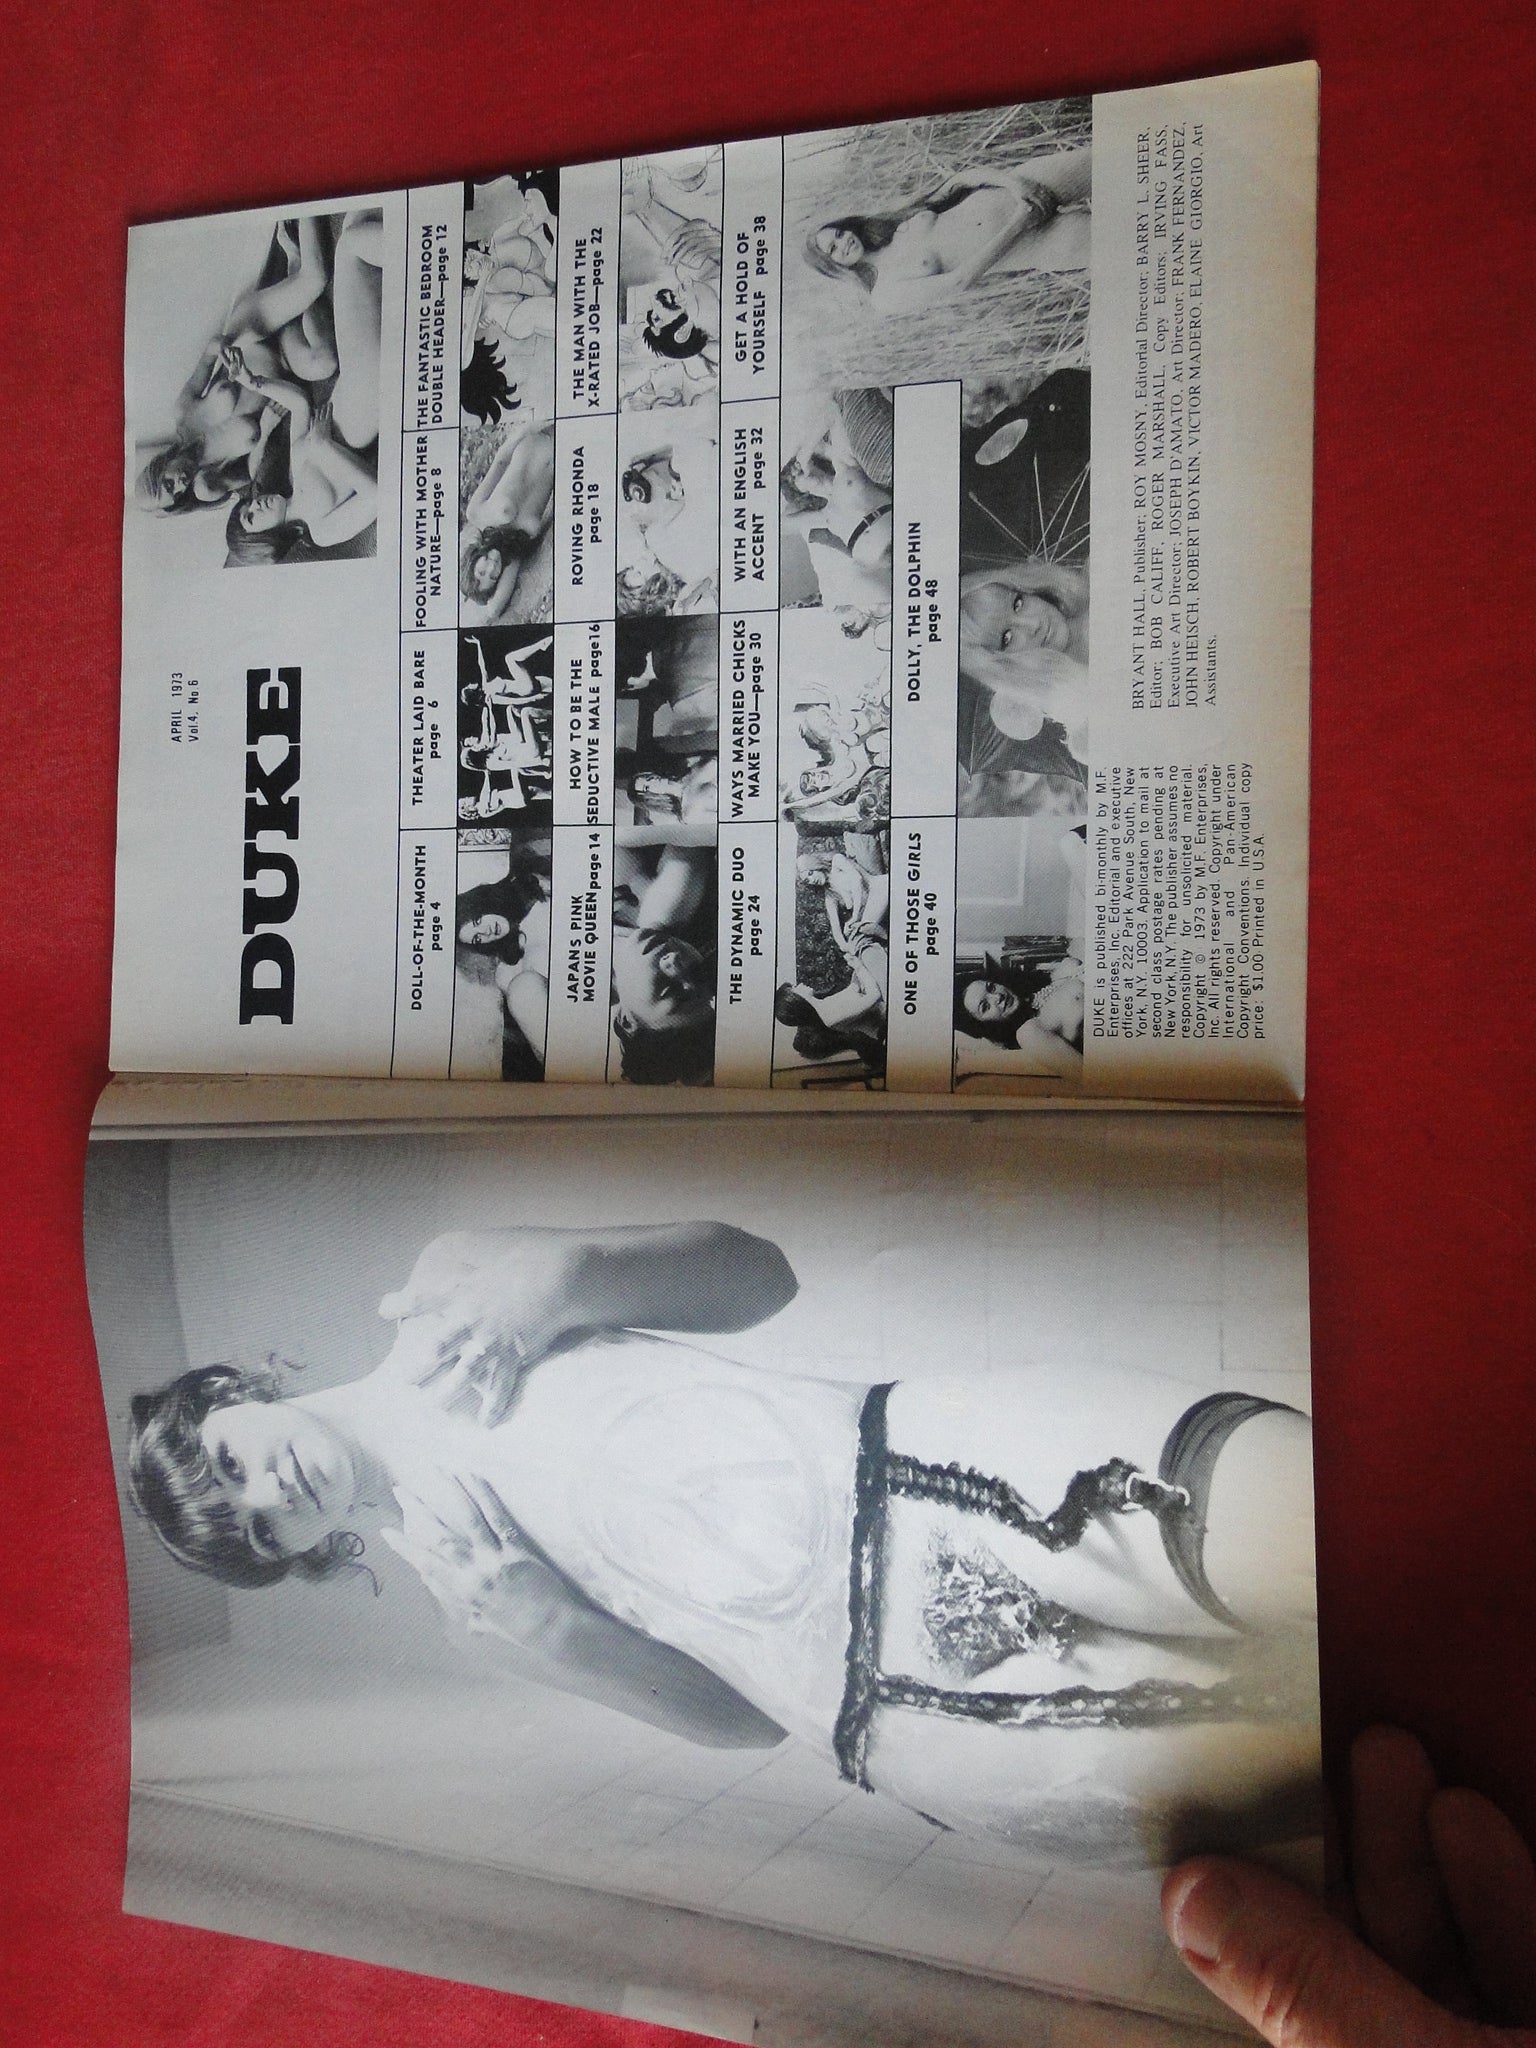 APRIL 1973
Vol.4, No.6
DUKE
DOLL-OF-THE-MONTH
page 4
THEATER LAID BARE
page 6
FOOLING WITH MOTHER
NATURE—page 8
THE FANTASTIC BEDROOM
DOUBLE HEADER—page 12
JAPANS PINK
MOVIE QUEEN page 14
HOW TO BE THE
SEDUCTIVE MALE page 16
ROVING RHONDA
page 18
THE MAN WITH THE
X-RATED JOB—page 22
THE DYNAMIC DUO
page 24
WAYS MARRIED CHICKS
MAKE YOU—page 30
WITH AN ENGLISH
ACCENT page 32
GET A HOLD OF
YOURSELF page 38
ONE OF THOSE GIRLS
page 40
DOLLY, THE DOLPHIN
page 48
DUKE is published bi-monthly by M.F.
Enterprises, Inc. Editorial and executive
offices at 222 Park Avenue South, New
York, N.Y. 10003. Application to mail at
second class postage rates pending at
New York, N.Y. The publisher assumes no
responsibility for unsolicited material.
Copyright © 1973 by M.F. Enterprises,
Inc. All rights reserved. Copyright under
International and Pan-American
Copyright Conventions. Individual copy
price: $1.00 Printed in U.S.A.
BRYANT HALL, Publisher; ROY MOSNY, Editorial Director; BARRY L. SHEER,
Editor; BOB CALIFF, ROGER MARSHALL, Copy Editors; IRVING FASS,
Executive Art Director; JOSEPH D'AMATO, Art Director; FRANK FERNANDEZ,
JOHN HEISCH, ROBERT BOYKIN, VICTOR MADERO, ELAINE GIORGIO, Art
Assistants.